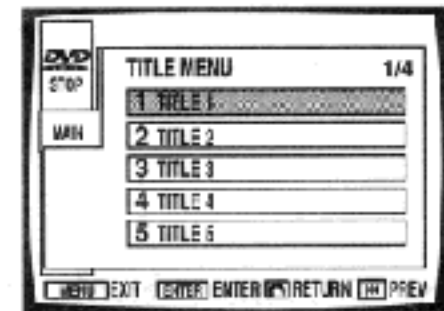 DVD
STOP
MAIN
TITLE MENU 1/4
1 TITLE 1
2 TITLE 2
3 TITLE 3
4 TITLE 4
5 TITLE 5
MENU EXIT ENTER ENTER RETURN PREV